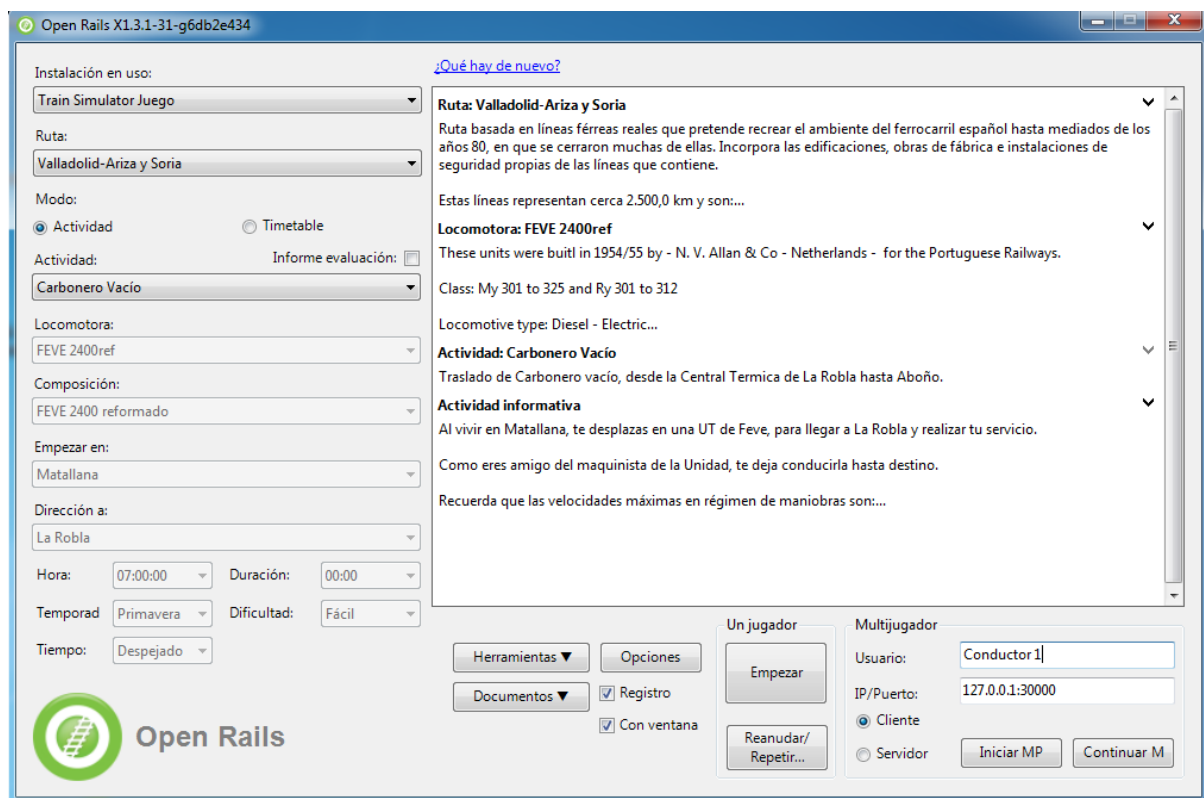 Open Rails X1.3.1-31-g6db2e434
Instalación en uso:
Train Simulator Juego
Ruta:
Valladolid-Ariza y Soria
Modo:
Actividad
Timetable
Actividad:
Informe evaluación:
Carbonero Vacío
Locomotora:
FEVE 2400ref
Composición:
FEVE 2400 reformado
Empezar en:
Matallana
Dirección a:
La Robla
Hora:
07:00:00
Duración:
00:00
Temporad
Primavera
Dificultad:
Fácil
Tiempo:
Despejado
Open Rails
¿Qué hay de nuevo?
Ruta: Valladolid-Ariza y Soria
Ruta basada en líneas férreas reales que pretende recrear el ambiente del ferrocarril español hasta mediados de los
años 80, en que se cerraron muchas de ellas. Incorpora las edificaciones, obras de fábrica e instalaciones de
seguridad propias de las líneas que contiene.
Estas líneas representan cerca 2.500,0 km y son:...
Locomotora: FEVE 2400ref
These units were buitl in 1954/55 by - N. V. Allan & Co - Netherlands - for the Portuguese Railways.
Class: My 301 to 325 and Ry 301 to 312
Locomotive type: Diesel - Electric...
Actividad: Carbonero Vacío
Traslado de Carbonero vacío, desde la Central Termica de La Robla hasta Aboño.
Actividad informativa
Al vivir en Matallana, te desplazas en una UT de Feve, para llegar a La Robla y realizar tu servicio.
Como eres amigo del maquinista de la Unidad, te deja conducirla hasta destino.
Recuerda que las velocidades máximas en régimen de maniobras son:...
Herramientas ▼
Opciones
Documentos ▼
Registro
Con ventana
Un jugador
Empezar
Reanudar/
Repetir...
Multijugador
Usuario:
Conductor1
IP/Puerto:
127.0.0.1:30000
Cliente
Servidor
Iniciar MP
Continuar M